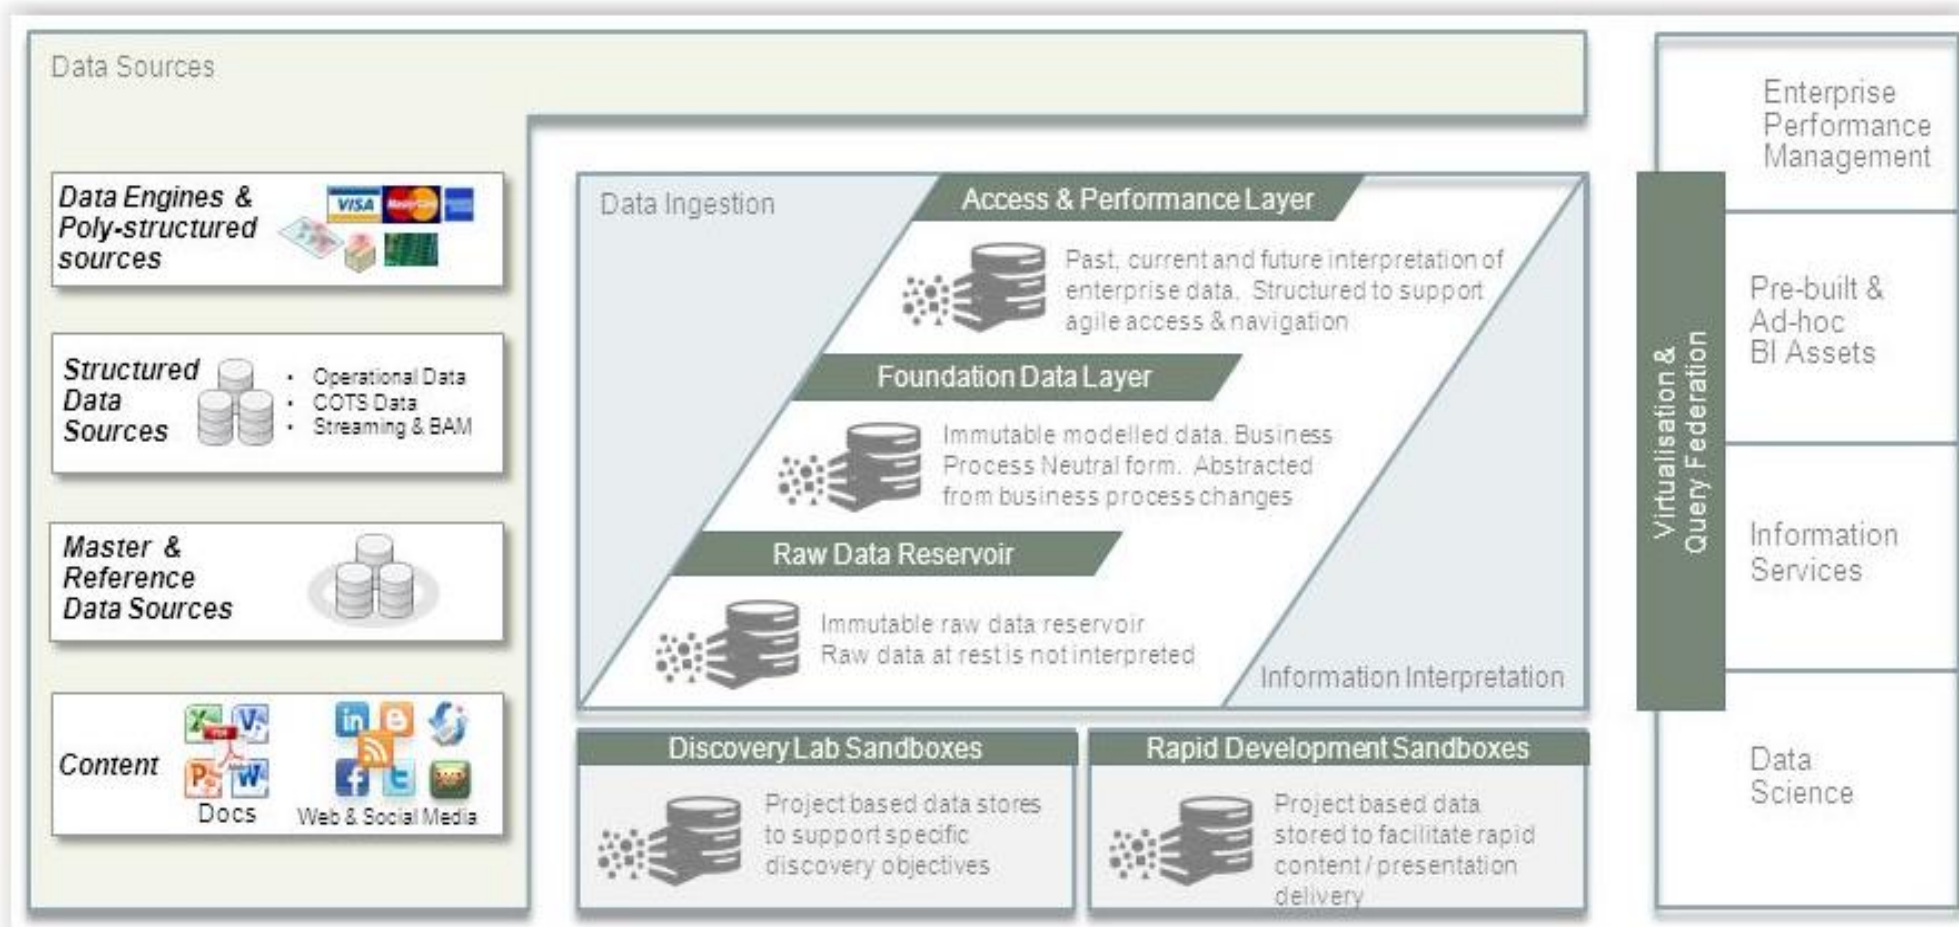 Data Sources
Data Engines &
Poly-structured
sources
VISA
MasterCard
Structured
Data
Sources
• Operational Data
• COTS Data
• Streaming & BAM
Master &
Reference
Data Sources
Content
Docs
Web & Social Media
Data Ingestion
Access & Performance Layer
Past, current and future interpretation of
enterprise data. Structured to support
agile access & navigation
Foundation Data Layer
Immutable modelled data. Business
Process Neutral form. Abstracted
from business process changes
Raw Data Reservoir
Immutable raw data reservoir
Raw data at rest is not interpreted
Information Interpretation
Discovery Lab Sandboxes
Project based data stores
to support specific
discovery objectives
Rapid Development Sandboxes
Project based data
stored to facilitate rapid
content / presentation
delivery
Virtualisation &
Query Federation
Enterprise
Performance
Management
Pre-built &
Ad-hoc
BI Assets
Information
Services
Data
Science